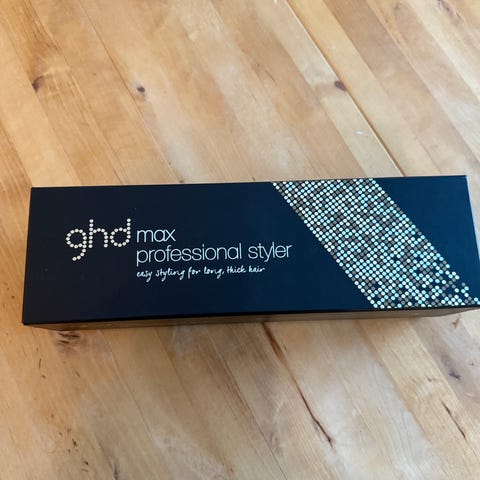 ghd max
professional styler
easy styling for long, thick hair